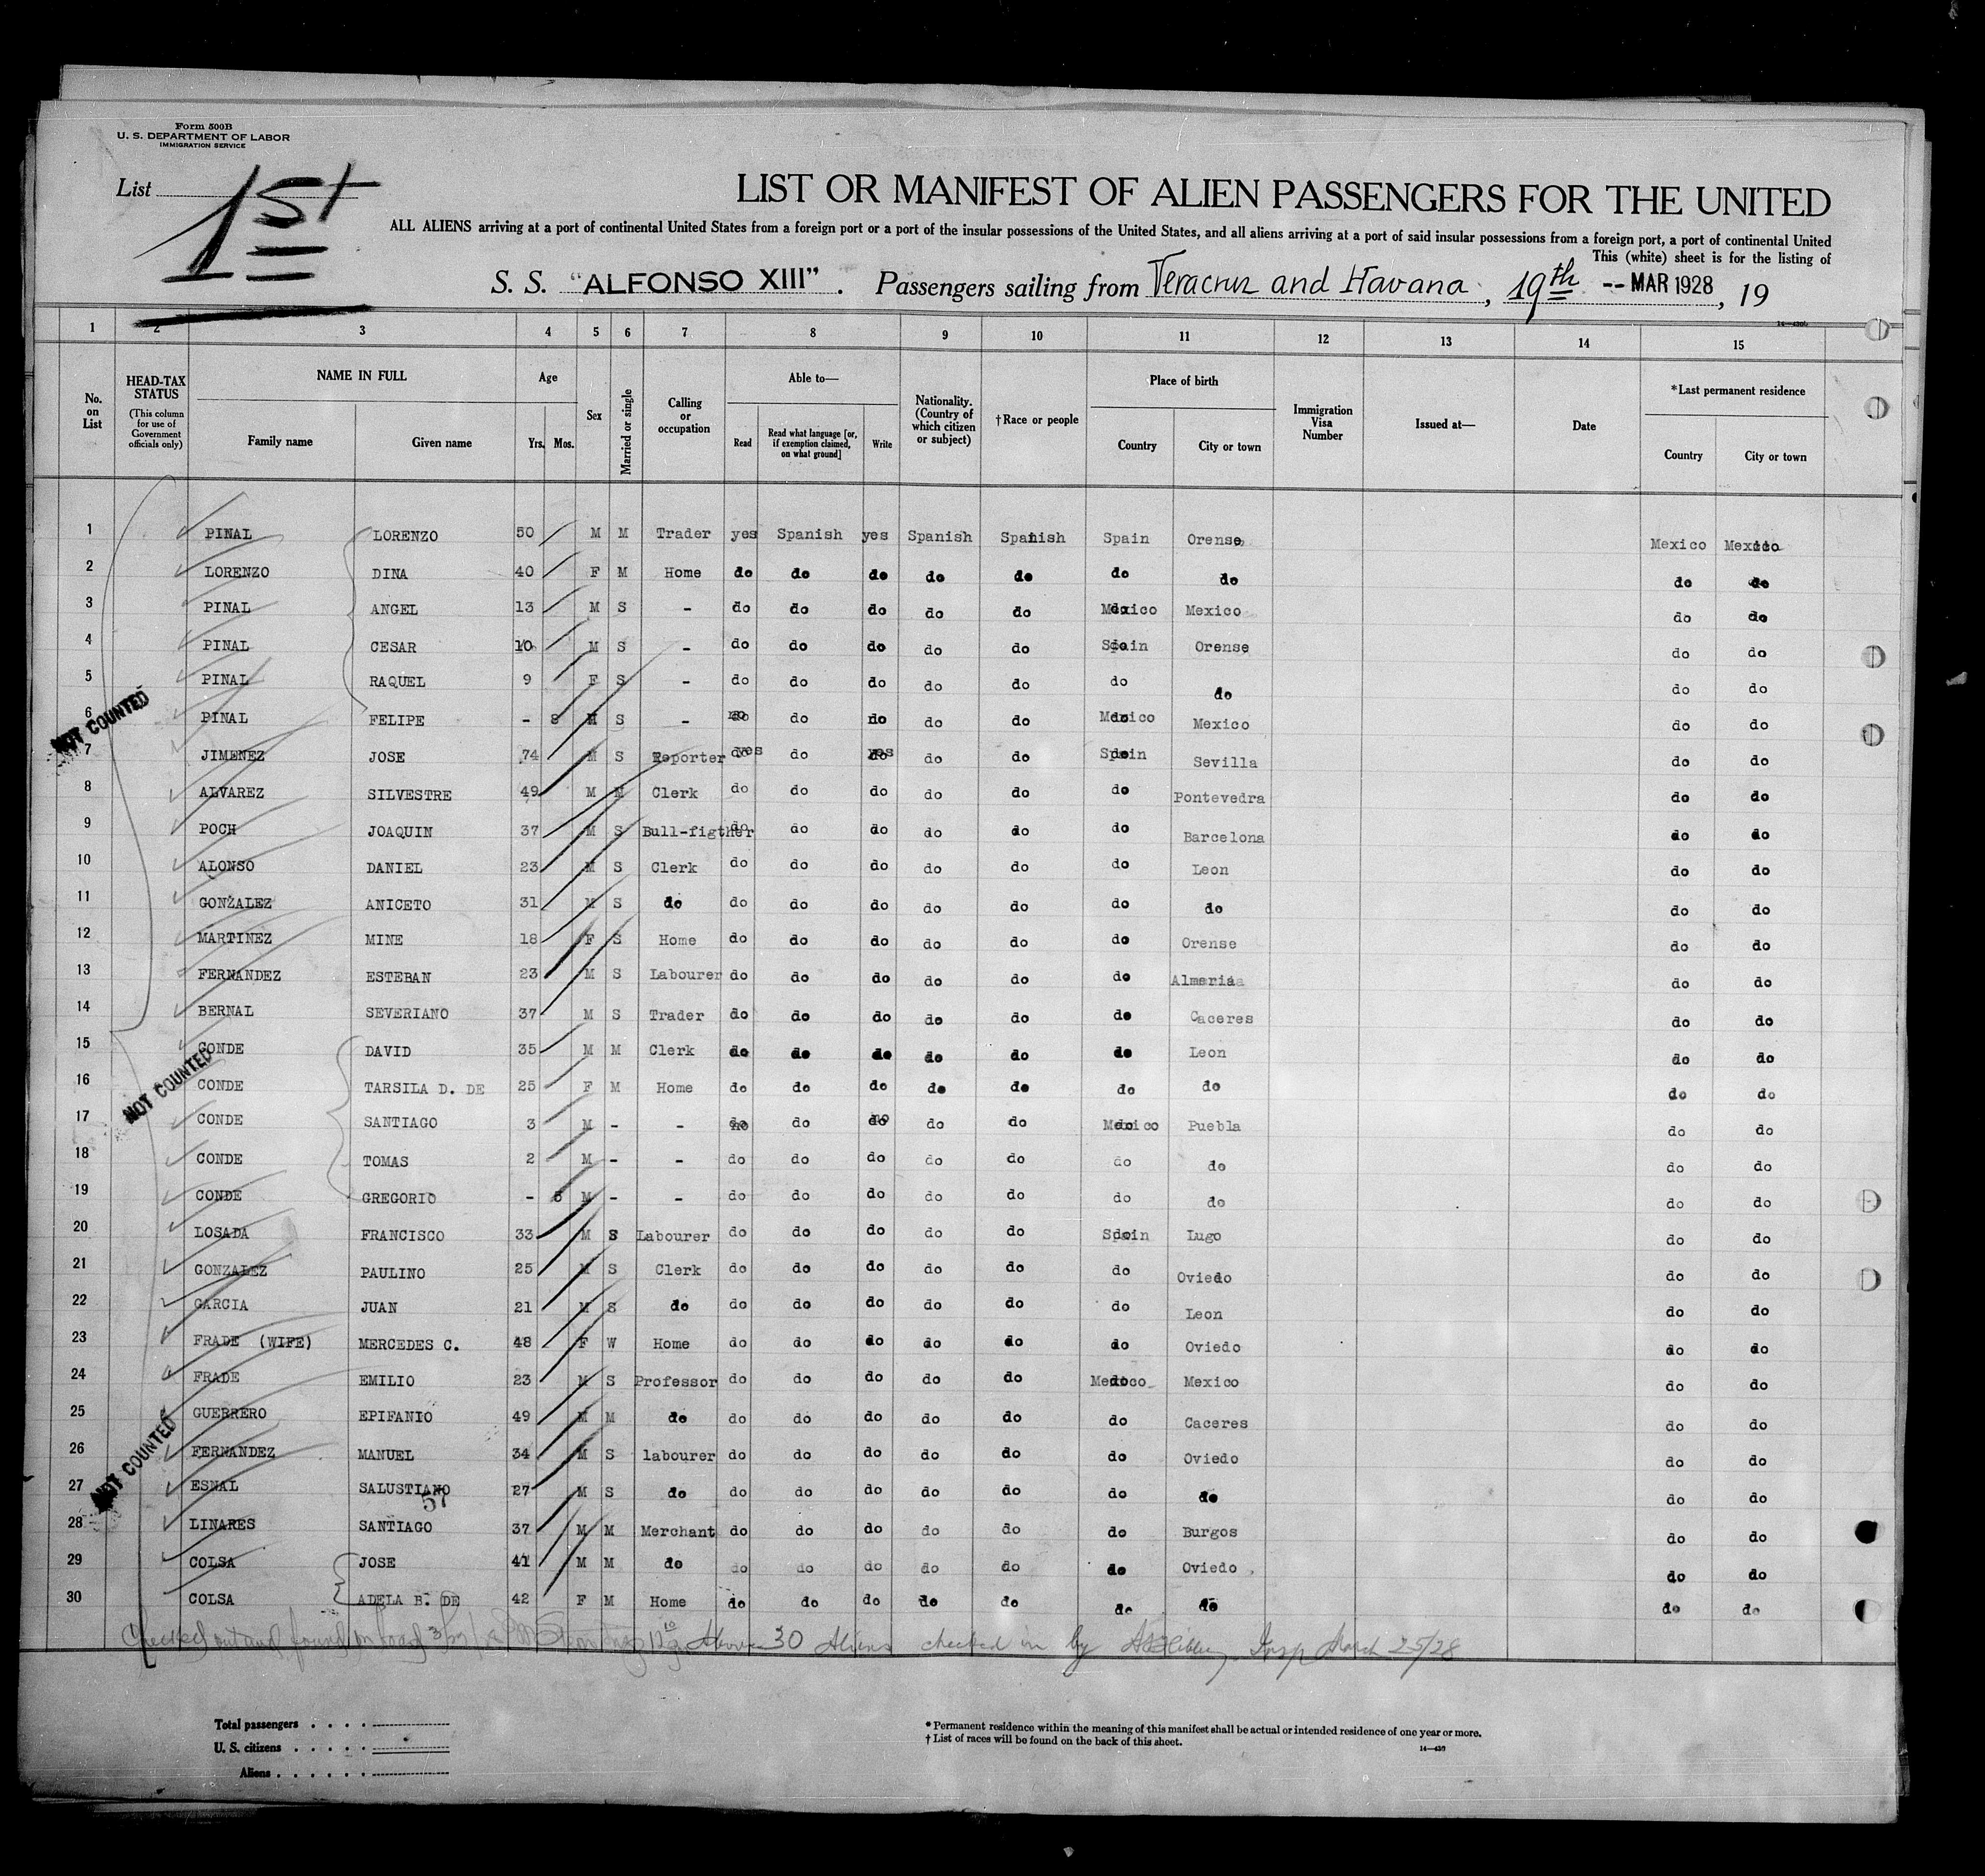 Form 500B
U. S. DEPARTMENT OF LABOR
IMMIGRATION SERVICE
List 1st
LIST OR MANIFEST OF ALIEN PASSENGERS FOR THE UNITED
ALL ALIENS arriving at a port of continental United States from a foreign port or a port of the insular possessions of the United States, and all aliens arriving at a port of said insular possessions from a foreign port, a port of continental United
This (white) sheet is for the listing of
S. S. "ALFONSO XIII". Passengers sailing from Veracruz and Havana, 19th -- MAR 1928, 19
1 2 3 4 5 6 7 8 9 10 11 12 13 14 15
No. on List
HEAD-TAX STATUS (This column for use of Government officials only)
NAME IN FULL Family name Given name
Age Yrs. Mos.
Sex
Married or single
Calling or occupation
Able to— Read Read what language [or, if exemption claimed, on what ground] Write
Nationality. (Country of which citizen or subject)
†Race or people
Place of birth Country City or town
Immigration Visa Number
Issued at—
Date
*Last permanent residence Country City or town
1 PINAL LORENZO 50 M M Trader yes Spanish yes Spanish Spanish Spain Orense Mexico Mexico
2 LORENZO DINA 40 F M Home do do do do do do do do do
3 PINAL ANGEL 13 M S - do do do do do Mexico Mexico do do
4 PINAL CESAR 10 M S - do do do do do Spain Orense do do
5 PINAL RAQUEL 9 F S - do do do do do do do do do
6 PINAL FELIPE - 8 M S - no do no do do Mexico Mexico do do
7 JIMENEZ JOSE 74 M S Reporter yes do yes do do Spain Sevilla do do
8 ALVAREZ SILVESTRE 49 M M Clerk do do do do do do Pontevedra do do
9 POCH JOAQUIN 37 M S Bull-figther do do do do do do Barcelona do do
10 ALONSO DANIEL 23 M S Clerk do do do do do do Leon do do
11 GONZALEZ ANICETO 31 M S do do do do do do do do do do
12 MARTINEZ MINE 18 F S Home do do do do do do Orense do do
13 FERNANDEZ ESTEBAN 23 M S Labourer do do do do do do Almeria do do
14 BERNAL SEVERIANO 37 M S Trader do do do do do do Caceres do do
15 CONDE DAVID 35 M M Clerk do do do do do do Leon do do
16 CONDE TARSILA D. DE 25 F M Home do do do do do do do do do
17 CONDE SANTIAGO 3 M - - no do no do do Mexico Puebla do do
18 CONDE TOMAS 2 M - - do do do do do do do do do
19 CONDE GREGORIO - 6 M - - do do do do do do do do do
20 LOSADA FRANCISCO 33 M S Labourer do do do do do Spain Lugo do do
21 GONZALEZ PAULINO 25 M S Clerk do do do do do do Oviedo do do
22 GARCIA JUAN 21 M S do do do do do do do Leon do do
23 FRADE (WIFE) MERCEDES C. 48 F W Home do do do do do do Oviedo do do
24 FRADE EMILIO 23 M S Professor do do do do do Mexoco Mexico do do
25 GUERRERO EPIFANIO 49 M M do do do do do do do Caceres do do
26 FERNANDEZ MANUEL 34 M S labourer do do do do do do Oviedo do do
27 ESNAL SALUSTIANO 27 M S do do do do do do do do do do
57
28 LINARES SANTIAGO 37 M M Merchant do do do do do do Burgos do do
29 COLSA JOSE 41 M M do do do do do do do Oviedo do do
30 COLSA ADELA B. DE 42 F M Home do do do do do do do do do
NOT COUNTED
NOT COUNTED
NOT COUNTED
Checked out and found on board Above 30 Aliens checked in by Insp March 25/28
Total passengers
U. S. citizens
Aliens
* Permanent residence within the meaning of this manifest shall be actual or intended residence of one year or more.
† List of races will be found on the back of this sheet.